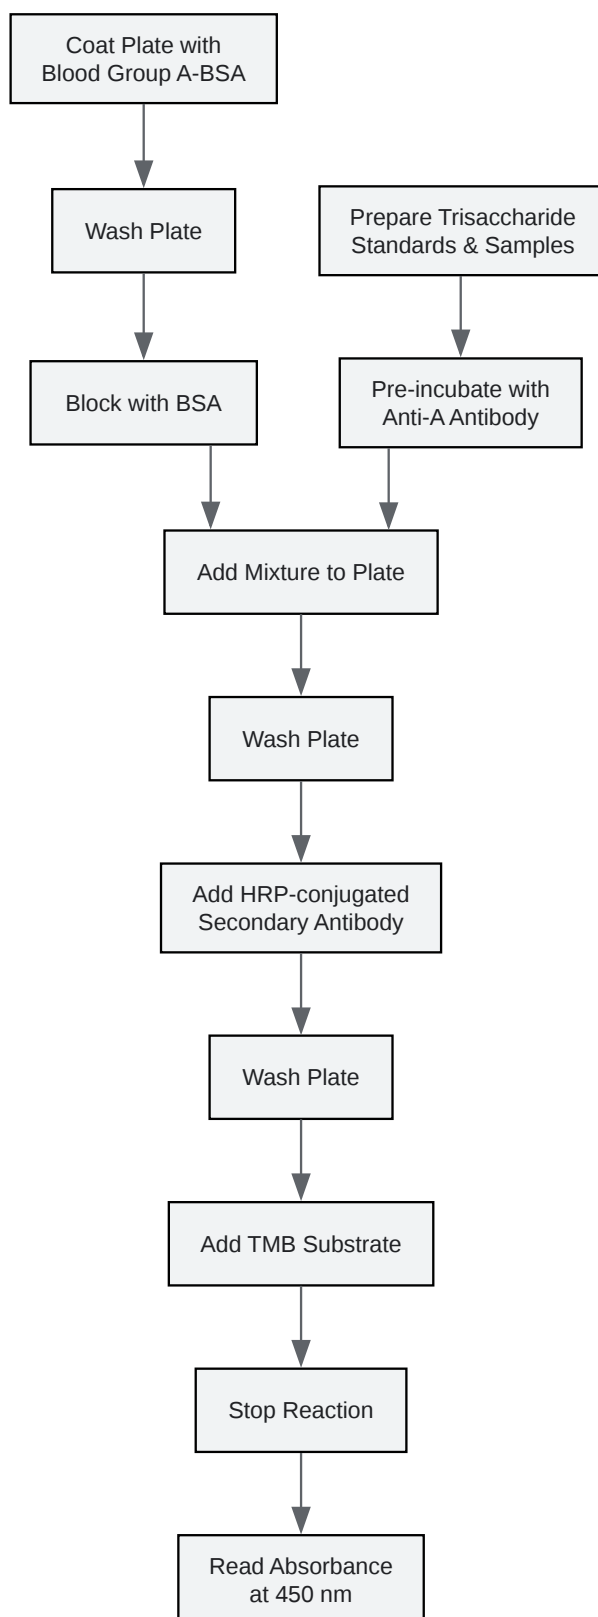 Coat Plate with
Blood Group A-BSA
Wash Plate
Prepare Trisaccharide
Standards & Samples
Block with BSA
Pre-incubate with
Anti-A Antibody
Add Mixture to Plate
Wash Plate
Add HRP-conjugated
Secondary Antibody
Wash Plate
Add TMB Substrate
Stop Reaction
Read Absorbance
at 450 nm